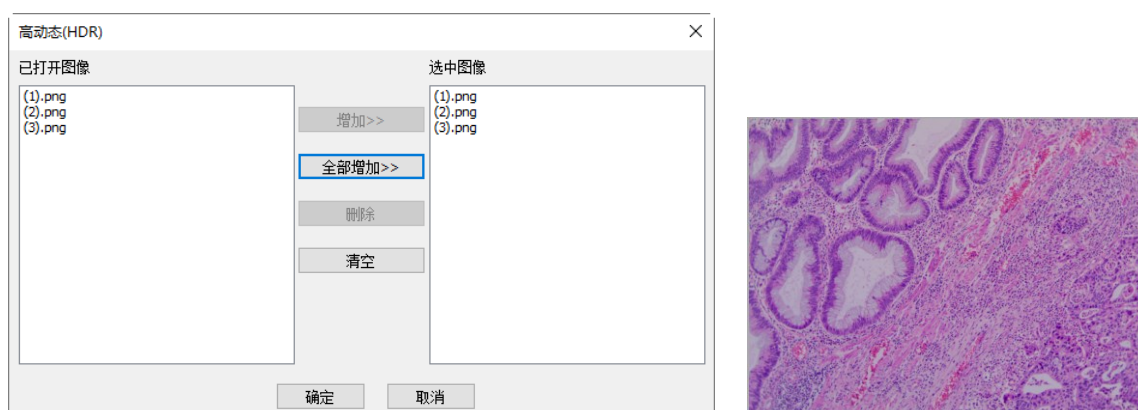 高动态(HDR)
已打开图像
选中图像
(1).png
(2).png
(3).png
增加>>
全部增加>>
删除
清空
(1).png
(2).png
(3).png
确定
取消